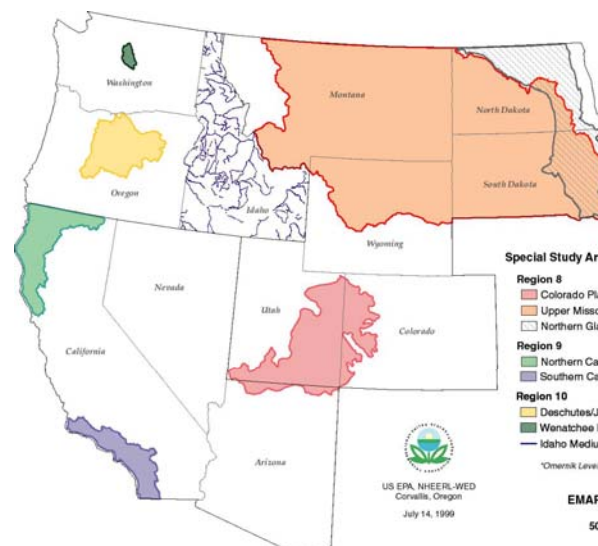 Washington
Montana
North Dakota
Oregon
Idaho
South Dakota
Wyoming
Special Study Ar
Region 8
Colorado Pla
Upper Misso
Northern Gla
Region 9
Northern Ca
Southern Ca
Region 10
Deschutes/J
Wenatchee
Idaho Mediu
*Omernik Leve
EMAP
50
Nevada
Utah
Colorado
California
Arizona
US EPA, NHEERL-WED
Corvallis, Oregon
July 14, 1999